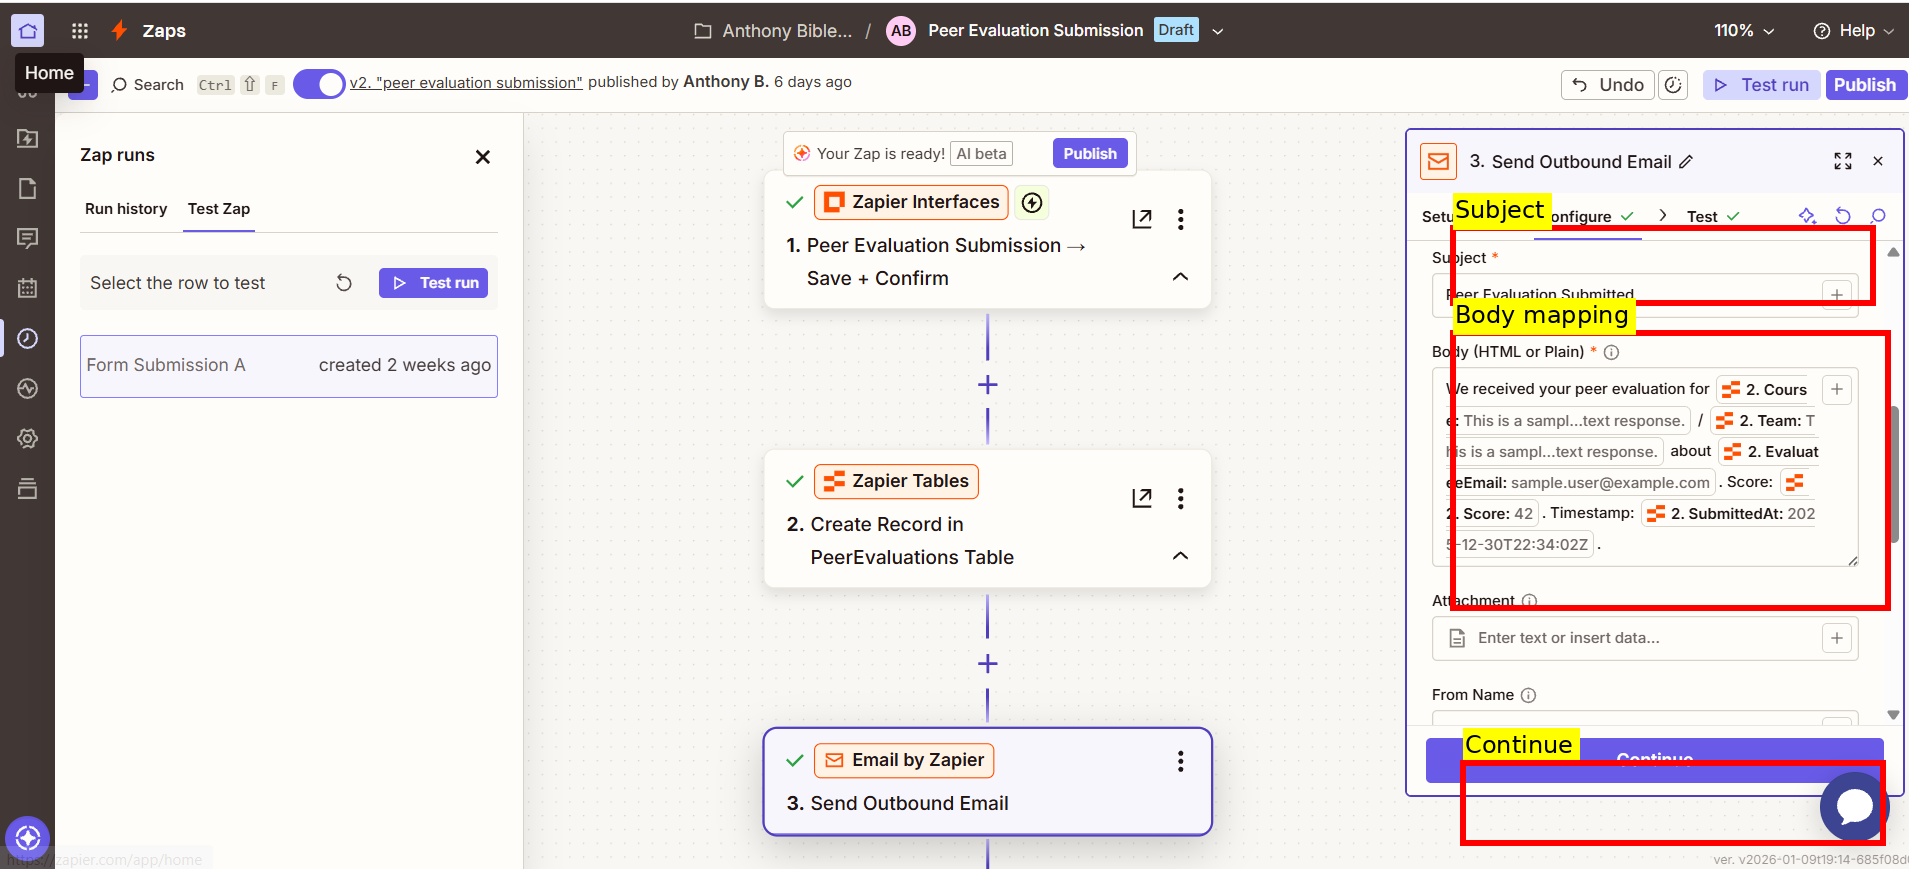 Zaps
Anthony Bible... / AB Peer Evaluation Submission Draft
110% Help
Home
Search Ctrl ⇧ F
v2. "peer evaluation submission" published by Anthony B. 6 days ago
Undo Test run Publish
Zap runs
Run history Test Zap
Select the row to test Test run
Form Submission A created 2 weeks ago
Your Zap is ready! AI beta Publish
Zapier Interfaces
1. Peer Evaluation Submission →
Save + Confirm
Zapier Tables
2. Create Record in
PeerEvaluations Table
Email by Zapier
3. Send Outbound Email
3. Send Outbound Email
Subject
Test
Subject *
Peer Evaluation Submitted
Body mapping
Body (HTML or Plain) *
We received your peer evaluation for 2. Cours
e: This is a sampl...text response. / 2. Team: T
his is a sampl...text response. about 2. Evaluat
eeEmail: sample.user@example.com . Score:
2. Score: 42 . Timestamp: 2. SubmittedAt: 202
5-12-30T22:34:02Z .
Attachment
Enter text or insert data...
From Name
Continue
Continue
https://zapier.com/app/home